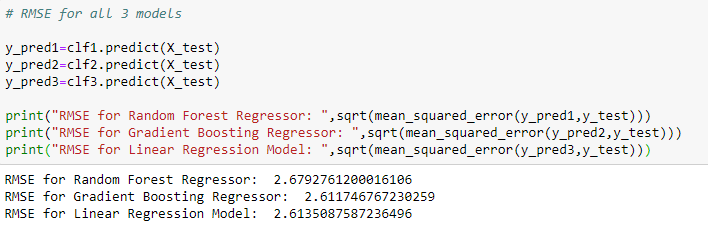 # RMSE for all 3 models
y_pred1=clf1.predict(X_test)
y_pred2=clf2.predict(X_test)
y_pred3=clf3.predict(X_test)
print("RMSE for Random Forest Regressor: ",sqrt(mean_squared_error(y_pred1,y_test)))
print("RMSE for Gradient Boosting Regressor: ",sqrt(mean_squared_error(y_pred2,y_test)))
print("RMSE for Linear Regression Model: ",sqrt(mean_squared_error(y_pred3,y_test)))
RMSE for Random Forest Regressor:  2.6792761200016106
RMSE for Gradient Boosting Regressor:  2.611746767230259
RMSE for Linear Regression Model:  2.6135087587236496